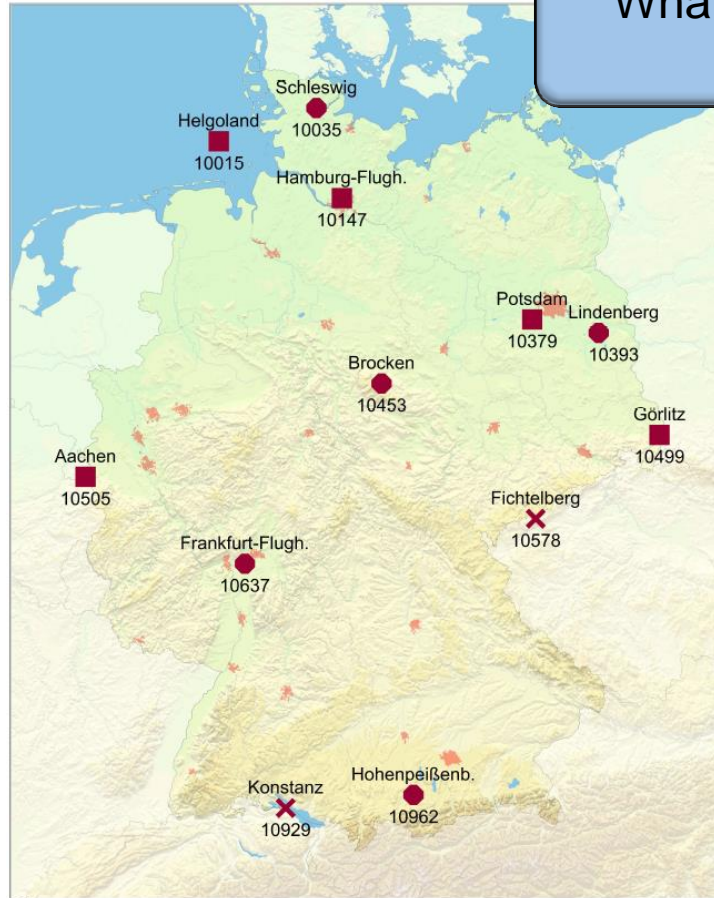 Wha
Schleswig
10035
Helgoland
10015
Hamburg-Flugh.
10147
Potsdam
10379
Lindenberg
10393
Brocken
10453
Görlitz
10499
Aachen
10505
Fichtelberg
10578
Frankfurt-Flugh.
10637
Konstanz
10929
Hohenpeißenb.
10962